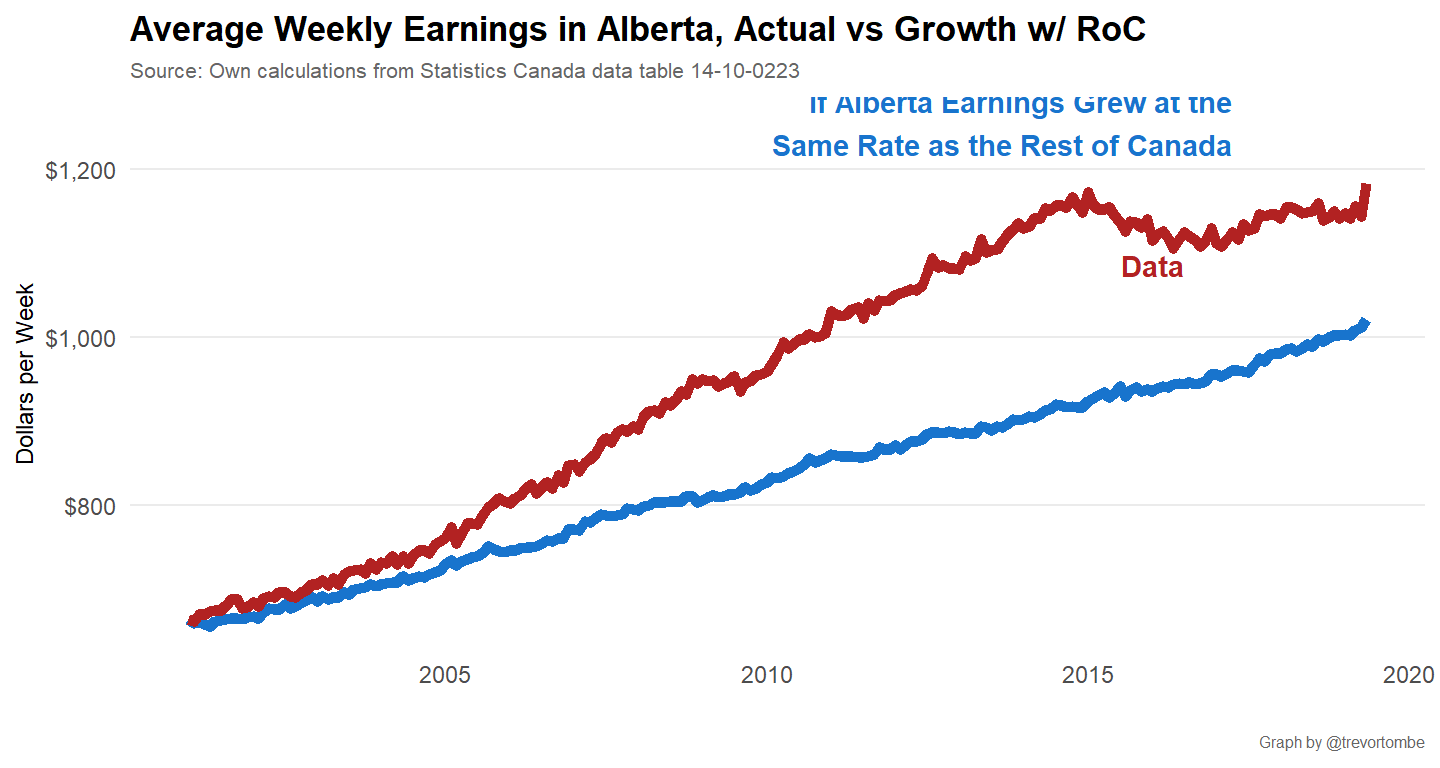 Average Weekly Earnings in Alberta, Actual vs Growth w/ RoC
Source: Own calculations from Statistics Canada data table 14-10-0223
If Alberta Earnings Grew at the
Same Rate as the Rest of Canada
$1,200
Data
Dollars per Week
$1,000
$800
2005
2010
2015
2020
Graph by @trevortombe